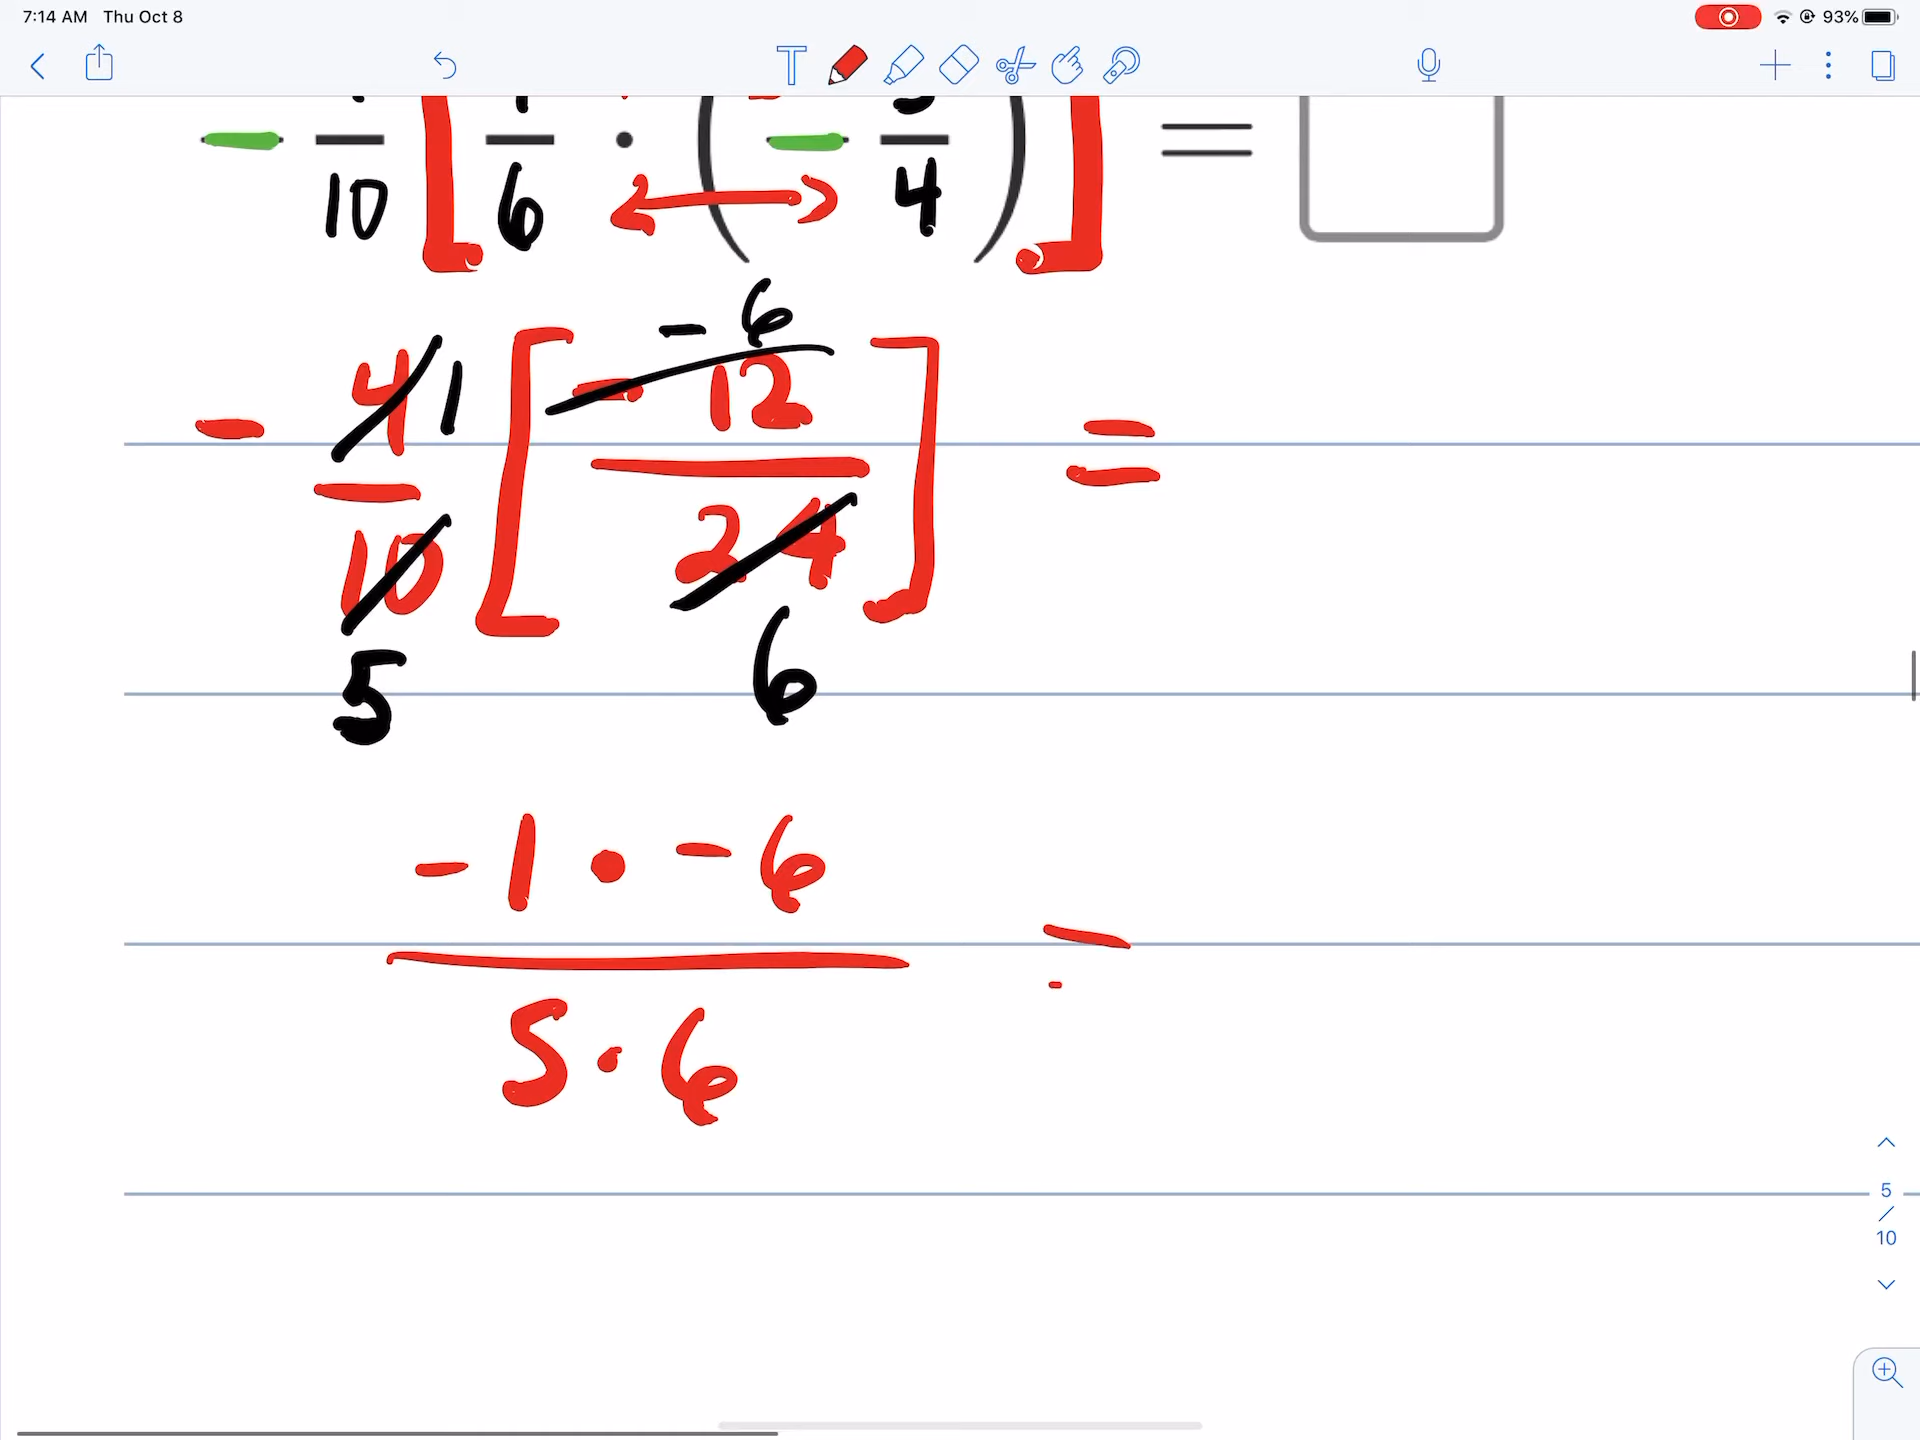 7:14 AM Thu Oct 8 93%
T
10 6 4
- 6
- 4 1 [ - 12 ] =
10 24
5 6
- 1 • - 6
5 • 6
5
/
10